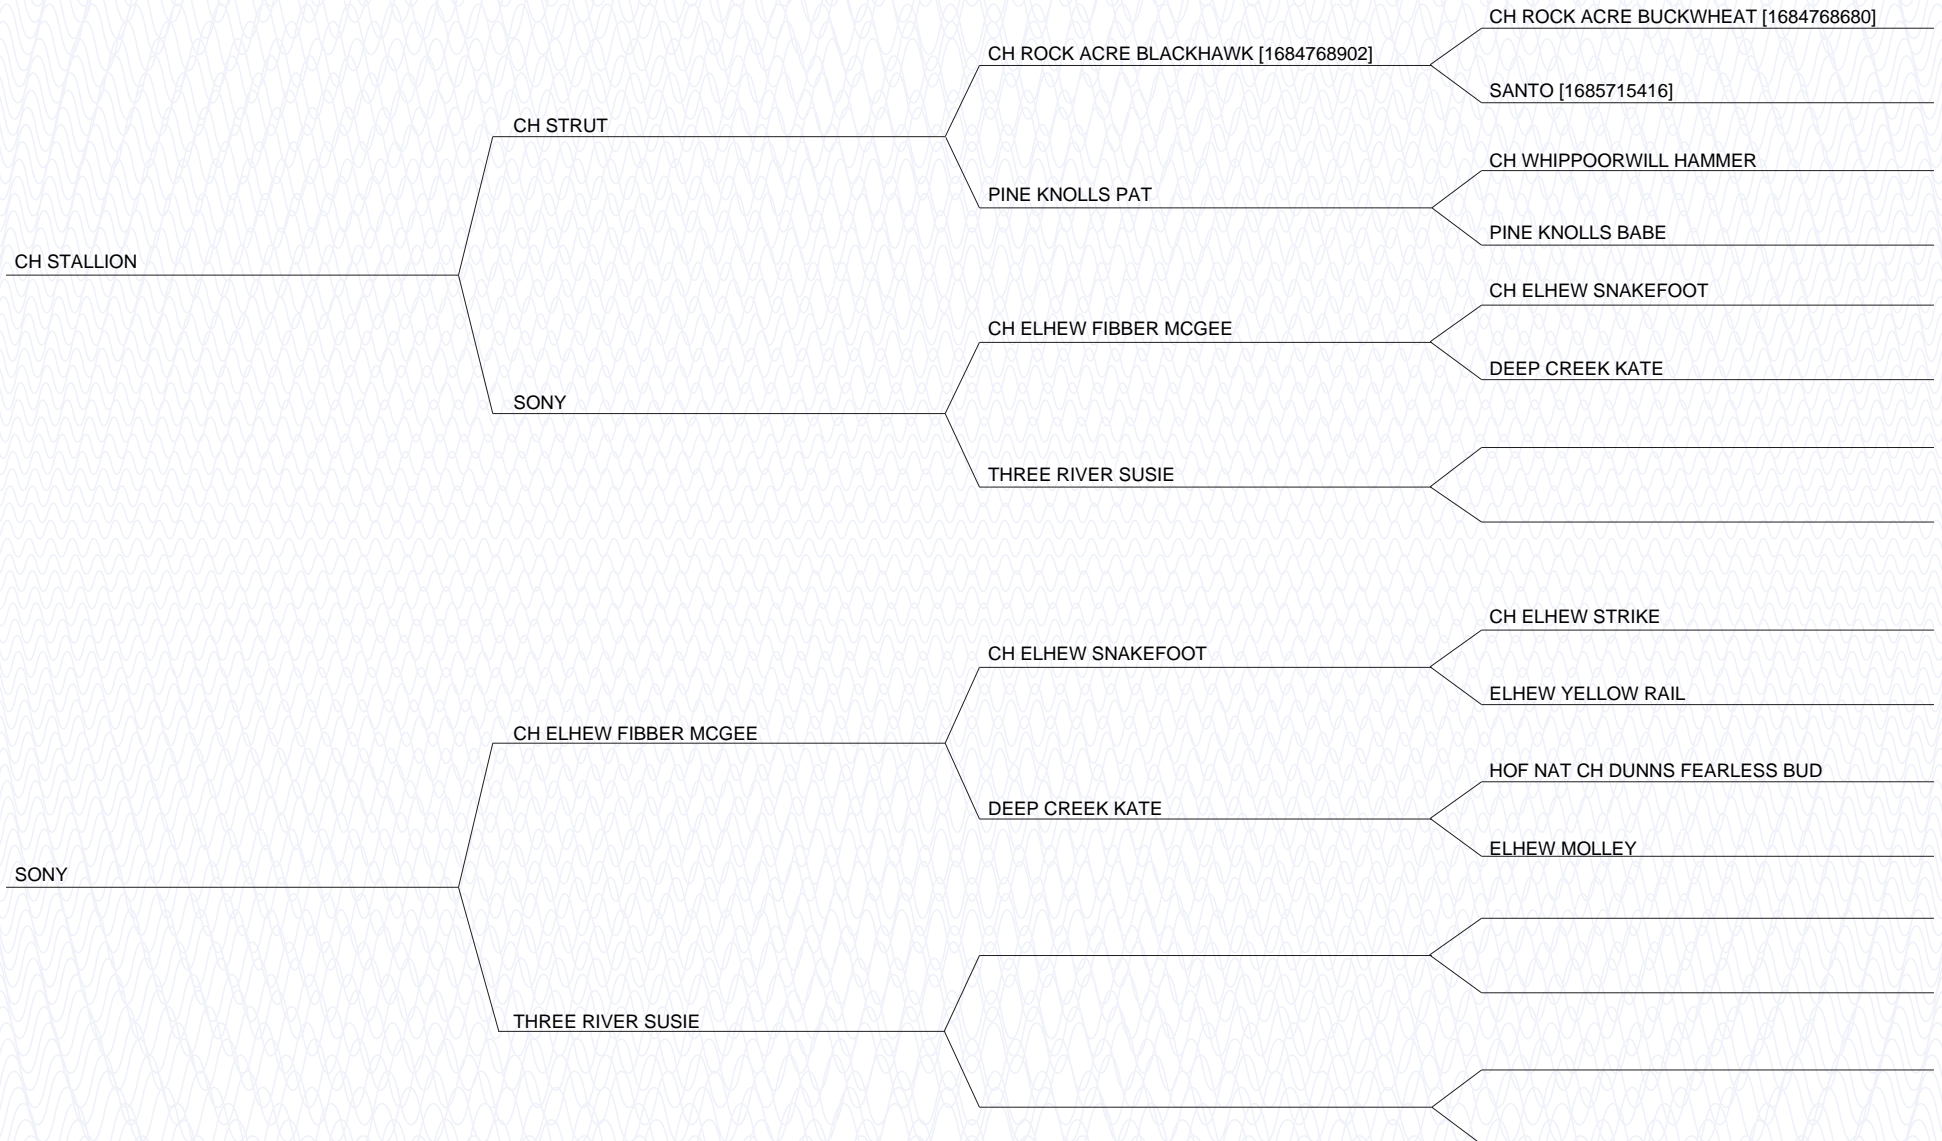 CH ROCK ACRE BUCKWHEAT [1684768680]
CH ROCK ACRE BLACKHAWK [1684768902]
SANTO [1685715416]
CH STRUT
CH WHIPPOORWILL HAMMER
PINE KNOLLS PAT
PINE KNOLLS BABE
CH STALLION
CH ELHEW SNAKEFOOT
CH ELHEW FIBBER MCGEE
DEEP CREEK KATE
SONY
THREE RIVER SUSIE
CH ELHEW STRIKE
CH ELHEW SNAKEFOOT
ELHEW YELLOW RAIL
CH ELHEW FIBBER MCGEE
HOF NAT CH DUNNS FEARLESS BUD
DEEP CREEK KATE
ELHEW MOLLEY
SONY
THREE RIVER SUSIE